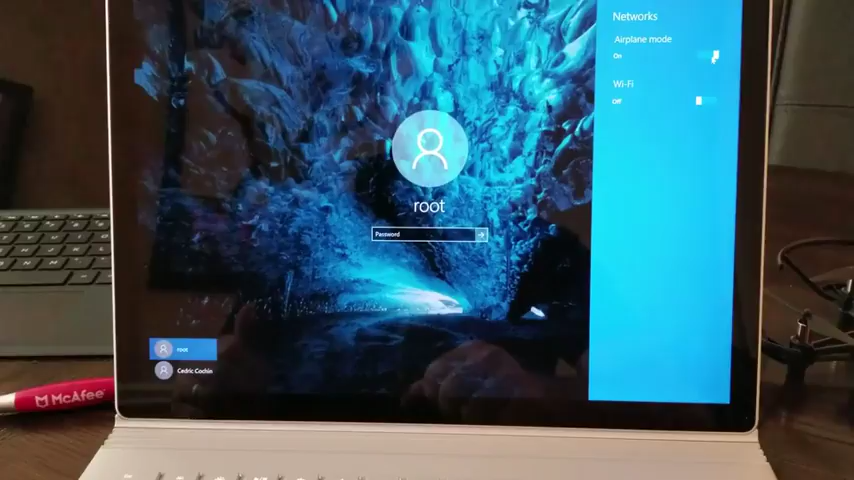 Networks
Airplane mode
On
Wi-Fi
Off
root
Password
root
Cedric Cochin
McAfee